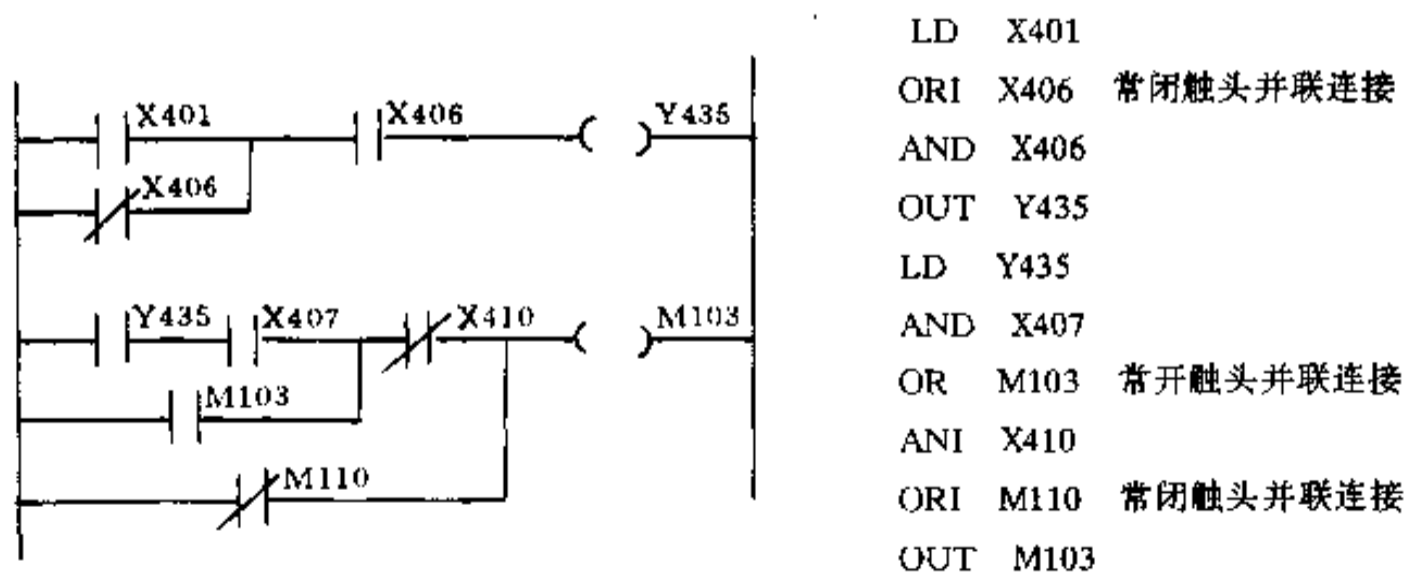 X401 X406 Y435
X406
Y435 X407 X410 M103
M103
M110
LD X401
ORI X406 常闭触头并联连接
AND X406
OUT Y435
LD Y435
AND X407
OR M103 常开触头并联连接
ANI X410
ORI M110 常闭触头并联连接
OUT M103